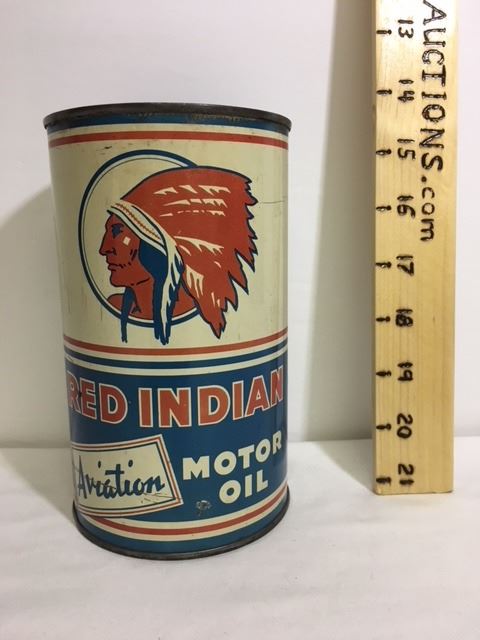 RED INDIAN
Aviation
MOTOR
OIL
AUCTIONS.com
13
14
15
16
17
18
19
20
21